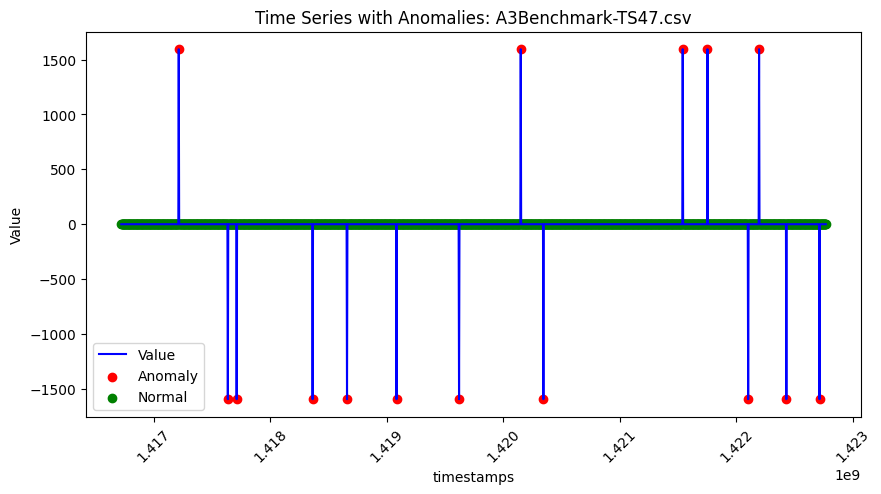 Time Series with Anomalies: A3Benchmark-TS47.csv
1500
1000
500
0
−500
−1000
−1500
Value
Value
Anomaly
Normal
1.417
1.418
1.419
1.420
1.421
1.422
1.423
1e9
timestamps